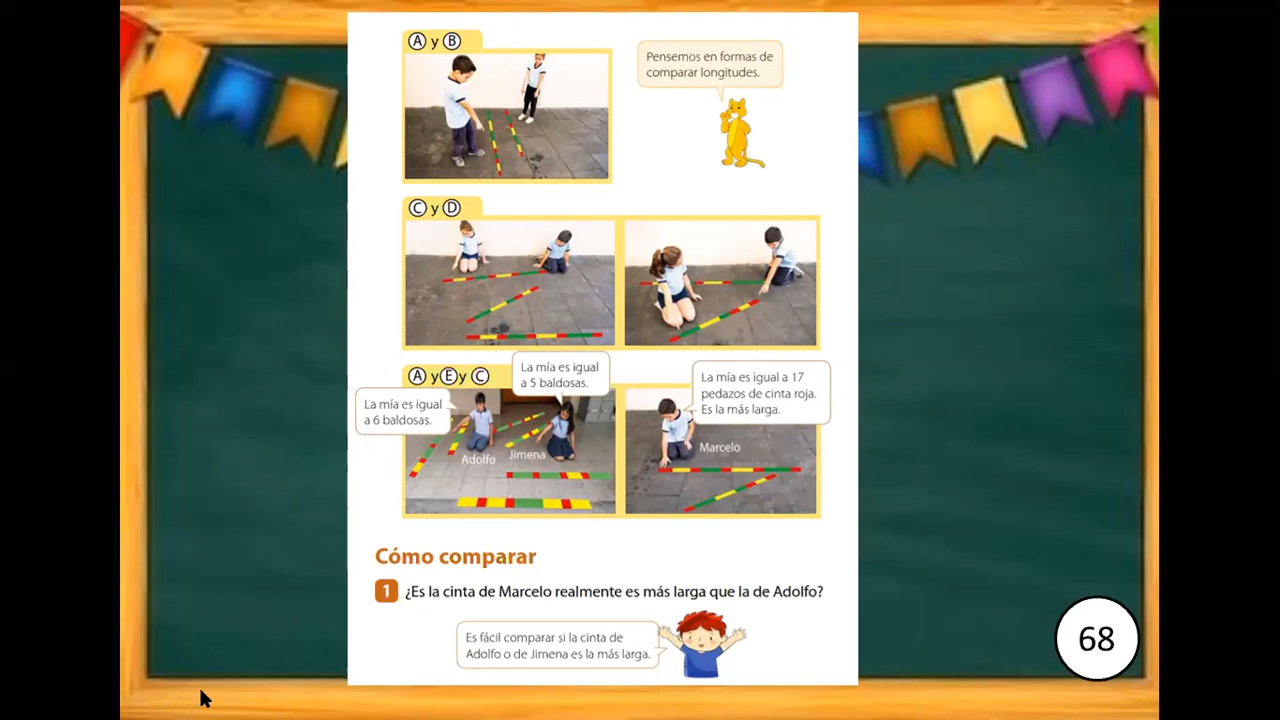 A y B
Pensemos en formas de
comparar longitudes.
C y D
A y E y C
La mía es igual
a 6 baldosas.
La mía es igual
a 5 baldosas.
La mía es igual a 17
pedazos de cinta roja.
Es la más larga.
Adolfo
Jimena
Marcelo
Cómo comparar
1 ¿Es la cinta de Marcelo realmente es más larga que la de Adolfo?
Es fácil comparar si la cinta de
Adolfo o de Jimena es la más larga.
68